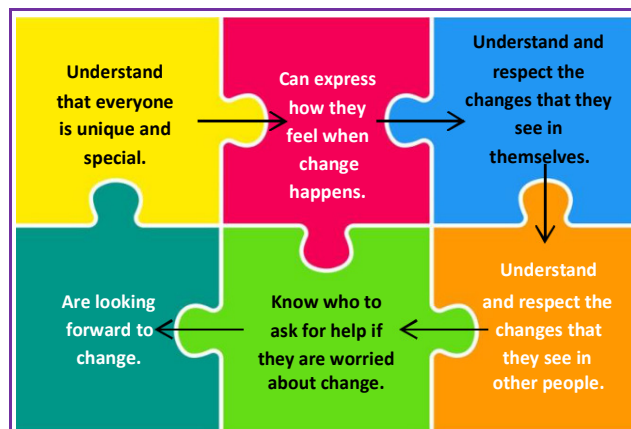 Understand
that everyone
is unique and
special.
Can express
how they
feel when
change
happens.
Understand and
respect the
changes that they
see in
themselves.
Understand
and respect the
changes that
they see in
other people.
Know who to
ask for help if
they are worried
about change.
Are looking
forward to
change.